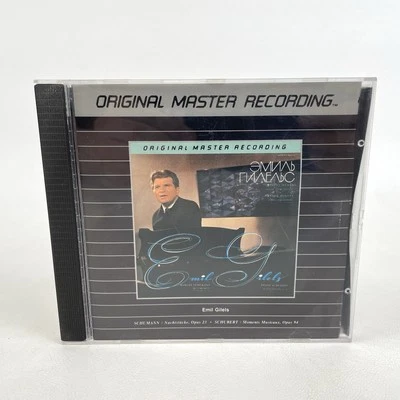 ORIGINAL MASTER RECORDING™
ORIGINAL MASTER RECORDING
ЭМИЛЬ
ГИЛЕЛЬС
Emil Gilels
Emil Gilels
SCHUMANN · Nachtstücke, Opus 23 • SCHUBERT · Moments Musicaux, Opus 94